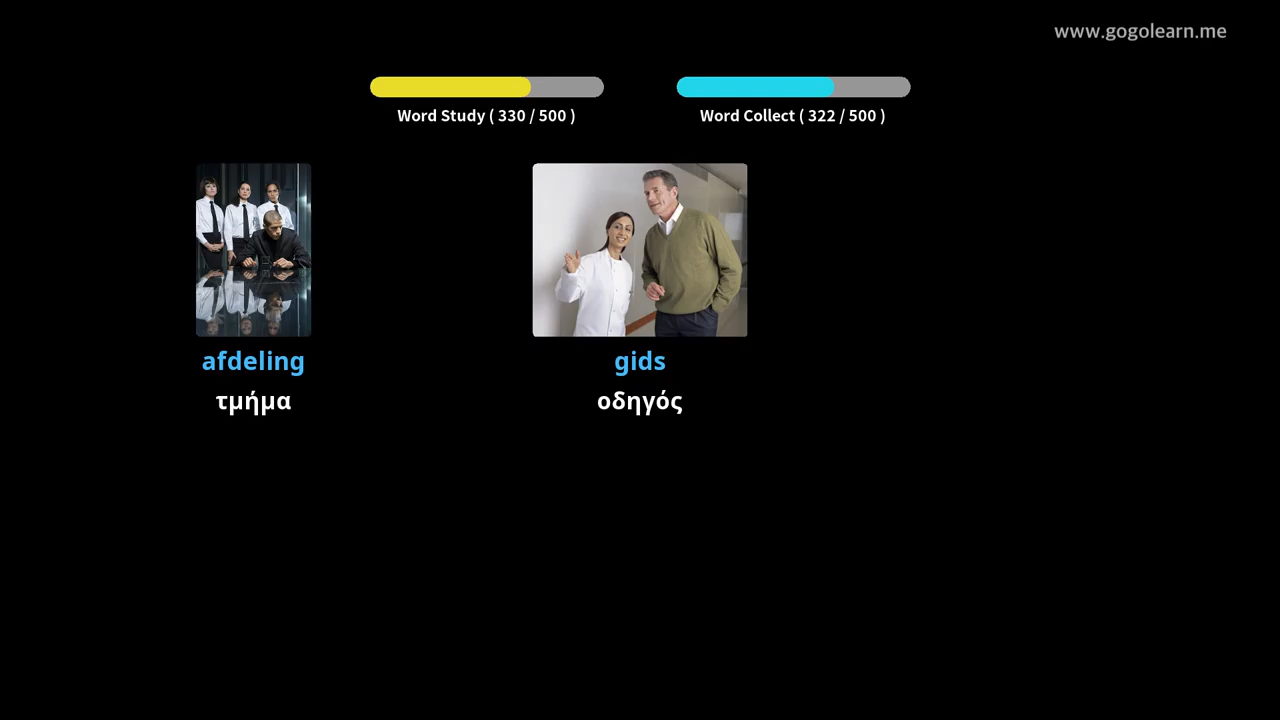 www.gogolearn.me
Word Study ( 330 / 500 )
Word Collect ( 322 / 500 )
afdeling
τμήμα
gids
οδηγός